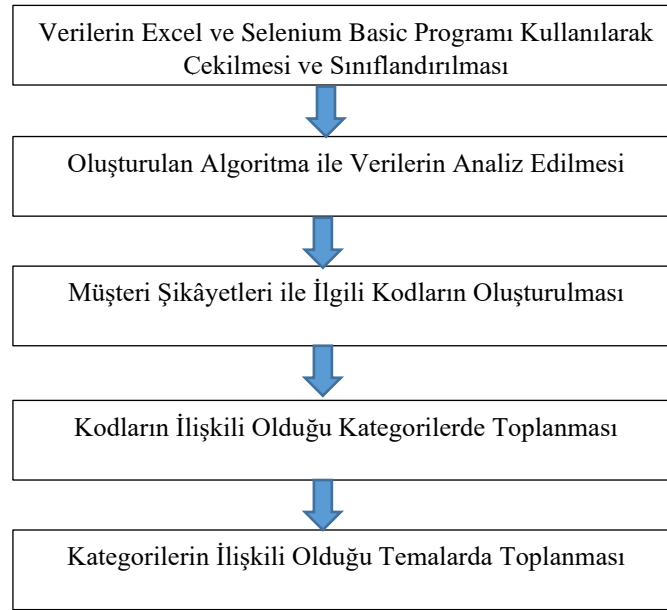 Verilerin Excel ve Selenium Basic Programı Kullanılarak
Cekilmesi ve Sınıflandırılması
Oluşturulan Algoritma ile Verilerin Analiz Edilmesi
Müşteri Şikâyetleri ile İlgili Kodların Oluşturulması
Kodların İlişkili Olduğu Kategorilerde Toplanması
Kategorilerin İlişkili Olduğu Temalarda Toplanması